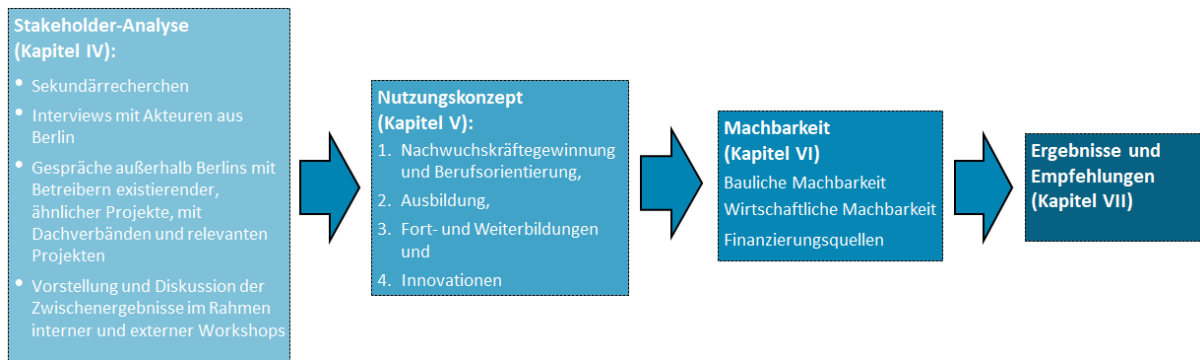 Stakeholder-Analyse
(Kapitel IV):
• Sekundärrecherchen
• Interviews mit Akteuren aus
Berlin
• Gespräche außerhalb Berlins mit
Betreibern existierender,
ähnlicher Projekte, mit
Dachverbänden und relevanten
Projekten
• Vorstellung und Diskussion der
Zwischenergebnisse im Rahmen
interner und externer Workshops
Nutzungskonzept
(Kapitel V):
1. Nachwuchskräftegewinnung
und Berufsorientierung,
2. Ausbildung,
3. Fort- und Weiterbildungen
und
4. Innovationen
Machbarkeit
(Kapitel VI)
Bauliche Machbarkeit
Wirtschaftliche Machbarkeit
Finanzierungsquellen
Ergebnisse und
Empfehlungen
(Kapitel VII)